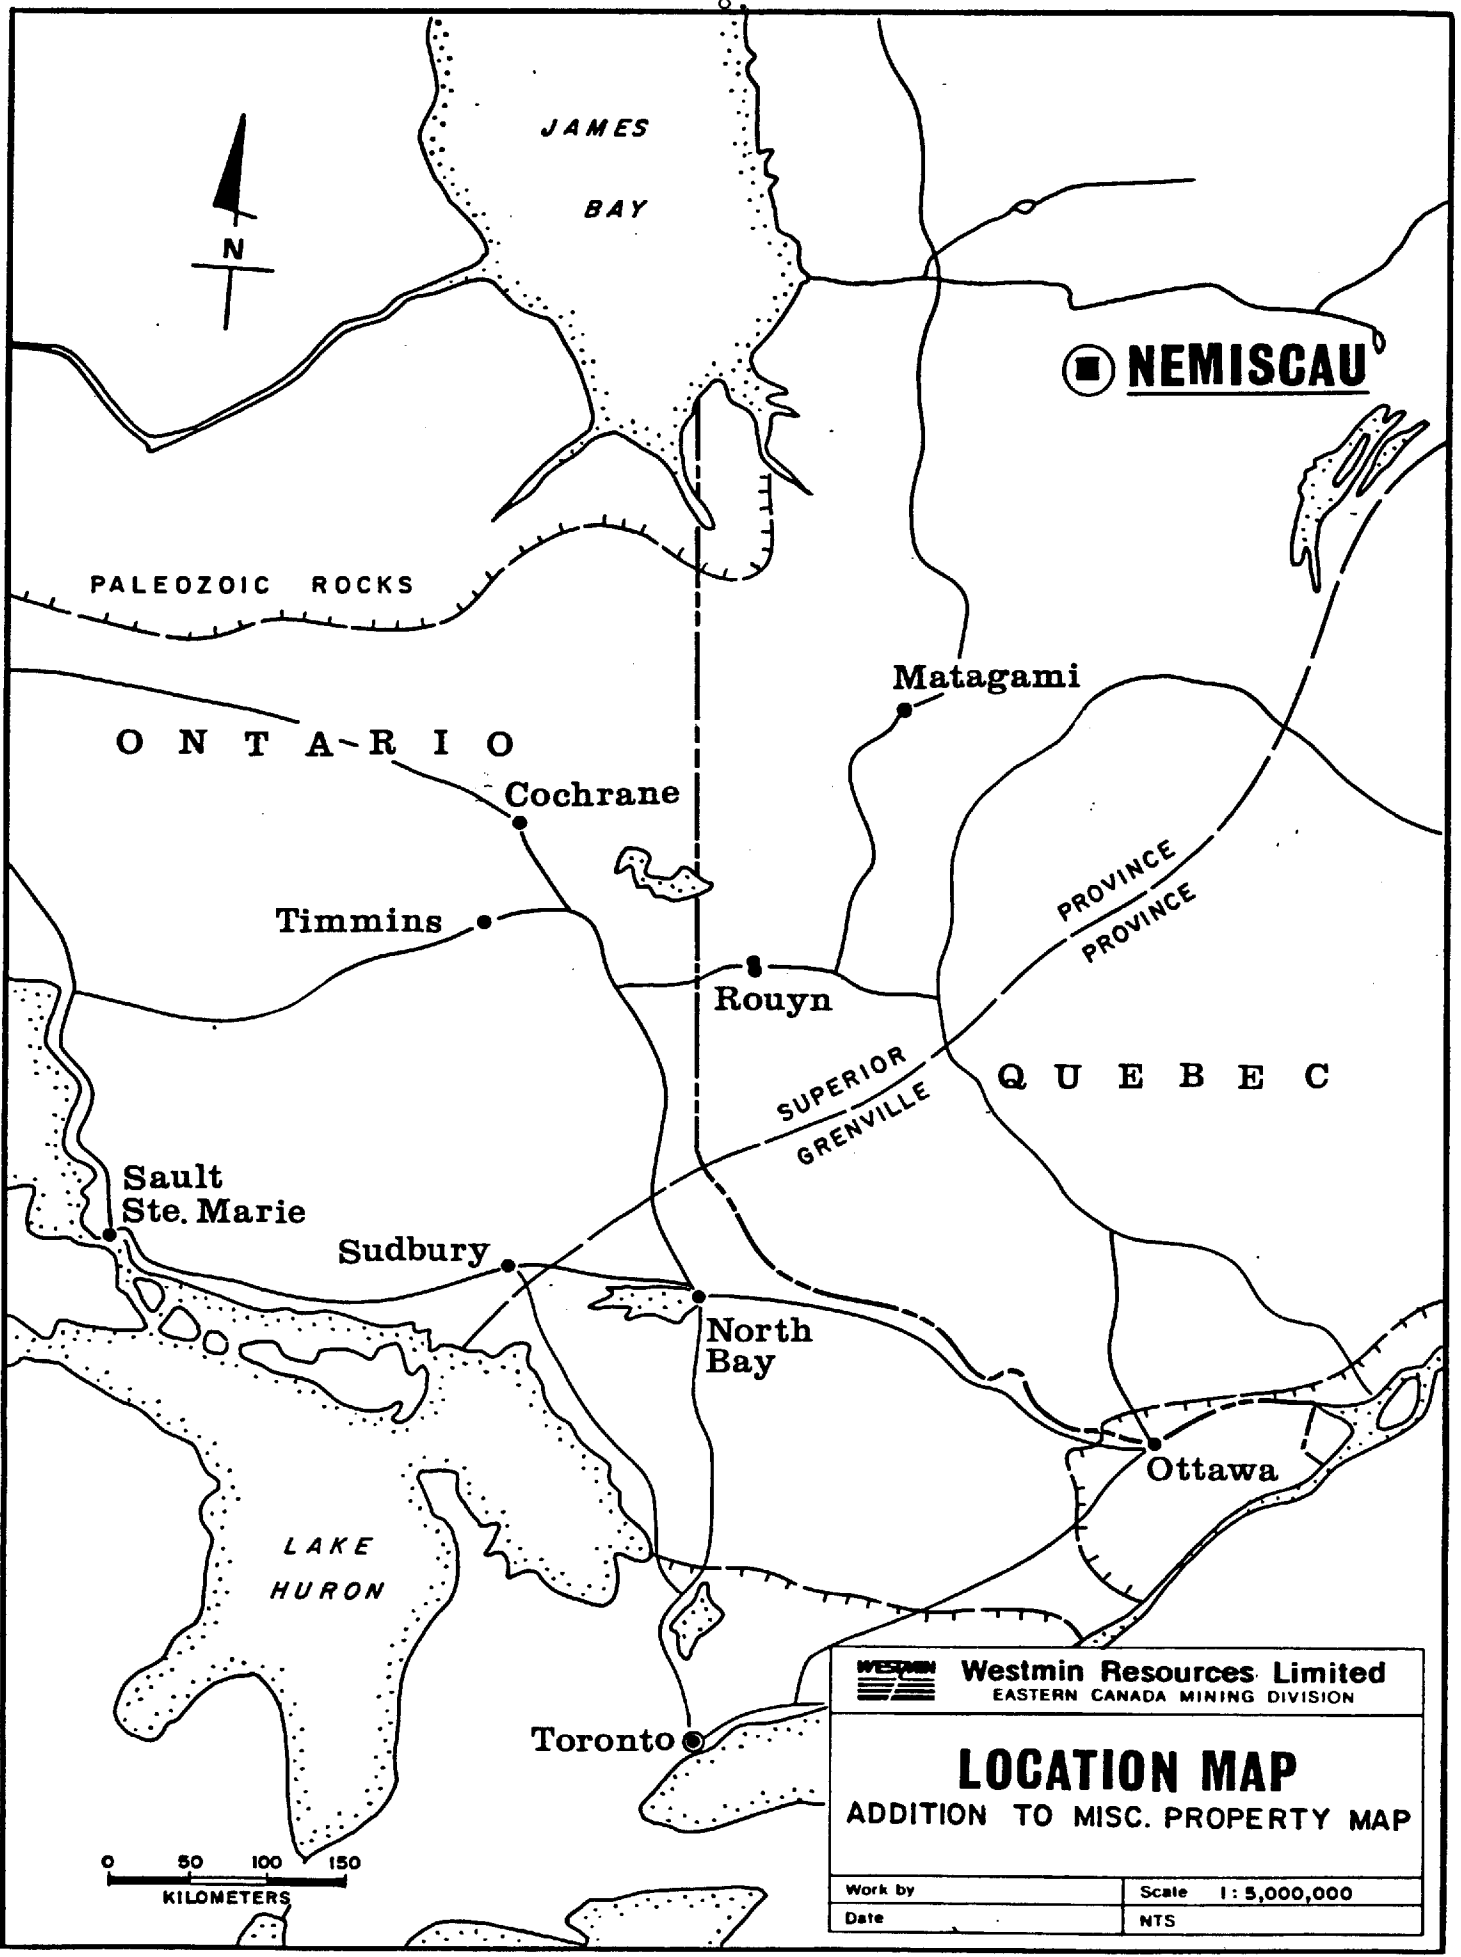 JAMES
BAY
N
NEMISCAU
PALEOZOIC ROCKS
Matagami
ONTARIO
Cochrane
PROVINCE
PROVINCE
Timmins
Rouyn
SUPERIOR
GRENVILLE
QUEBEC
Sault
Ste. Marie
Sudbury
North
Bay
Ottawa
LAKE
HURON
Toronto
0 50 100 150
KILOMETERS
WESTMIN
Westmin Resources Limited
EASTERN CANADA MINING DIVISION
LOCATION MAP
ADDITION TO MISC. PROPERTY MAP
Work by
Scale 1:5,000,000
Date
NTS